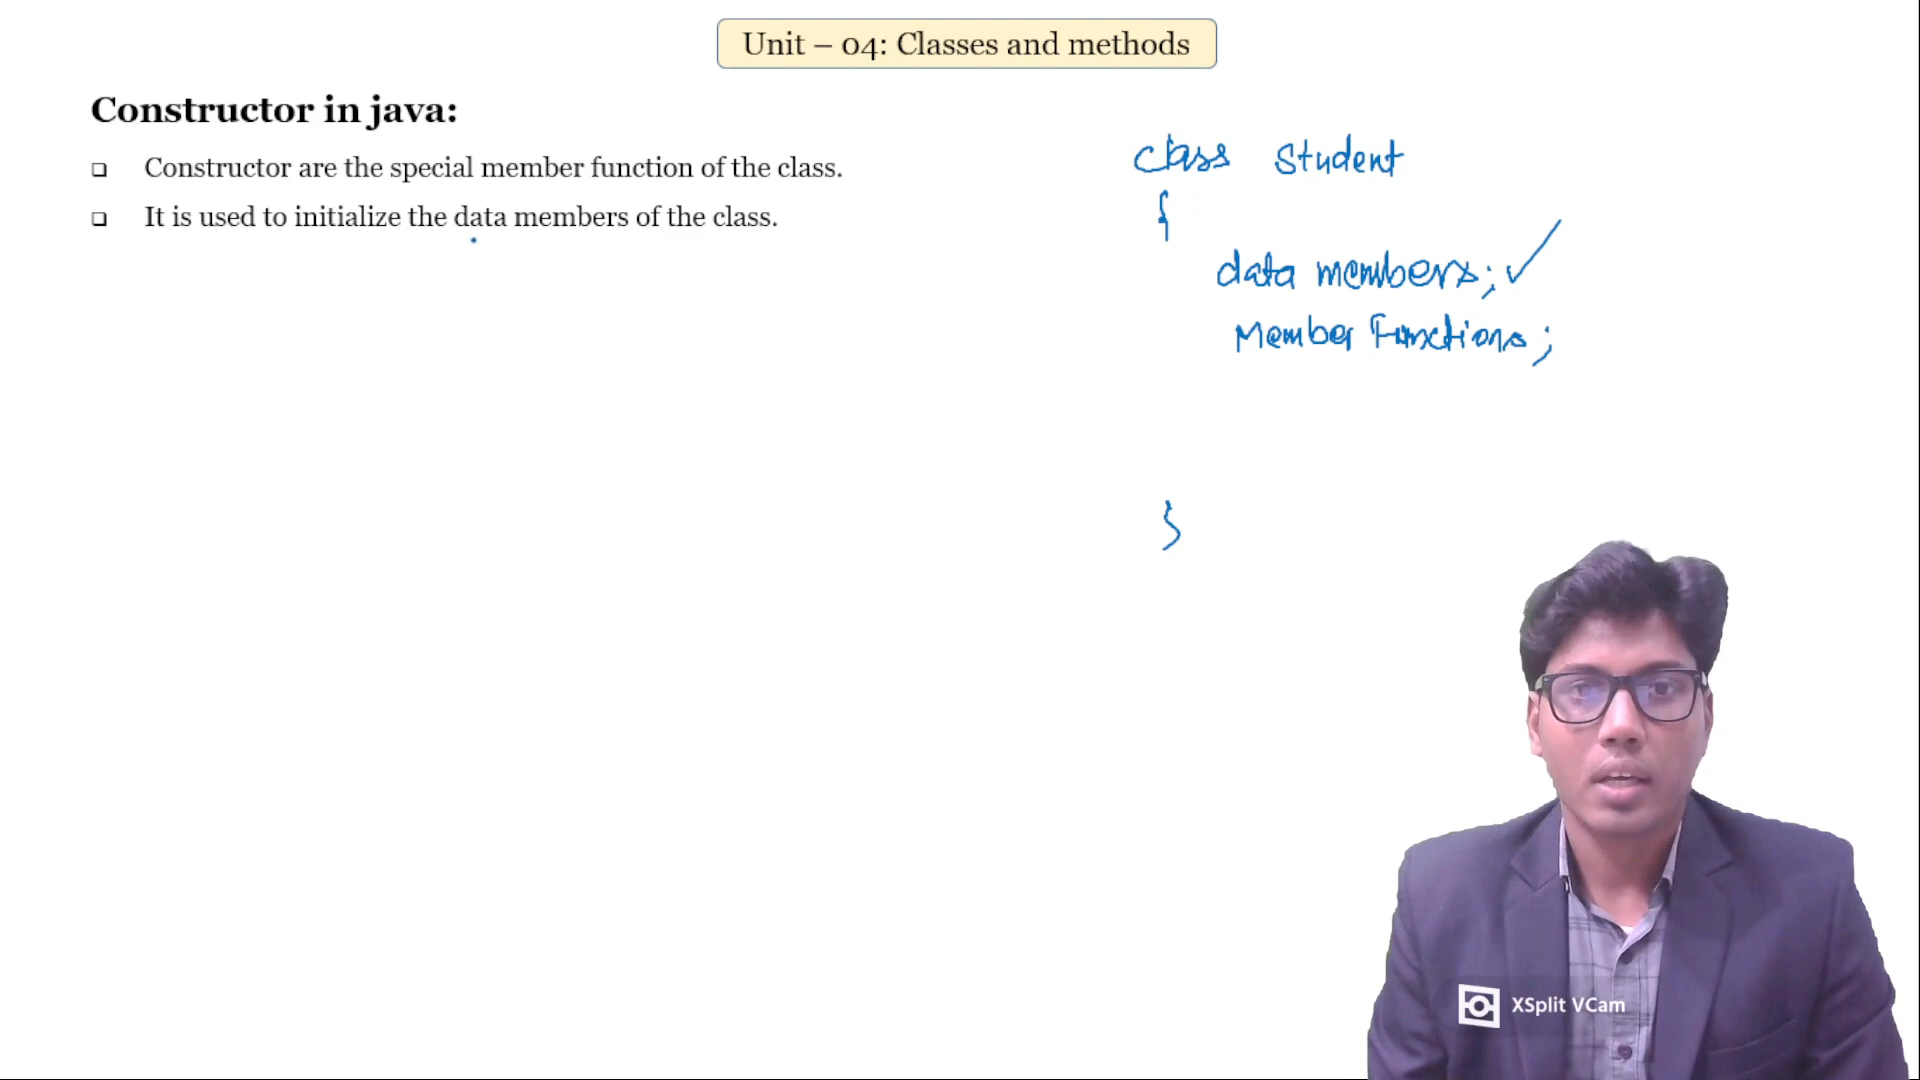 Unit – 04: Classes and methods
Constructor in java:
Constructor are the special member function of the class.
It is used to initialize the data members of the class.
class Student
{
data members;
Member Functions;
}
XSplit VCam